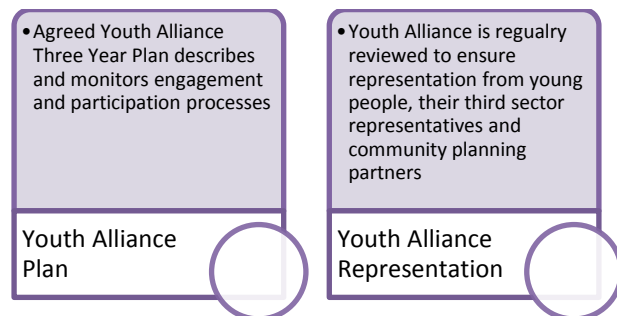 •Agreed Youth Alliance
Three Year Plan describes
and monitors engagement
and participation processes
Youth Alliance
Plan
•Youth Alliance is regualry
reviewed to ensure
representation from young
people, their third sector
representatives and
community planning
partners
Youth Alliance
Representation